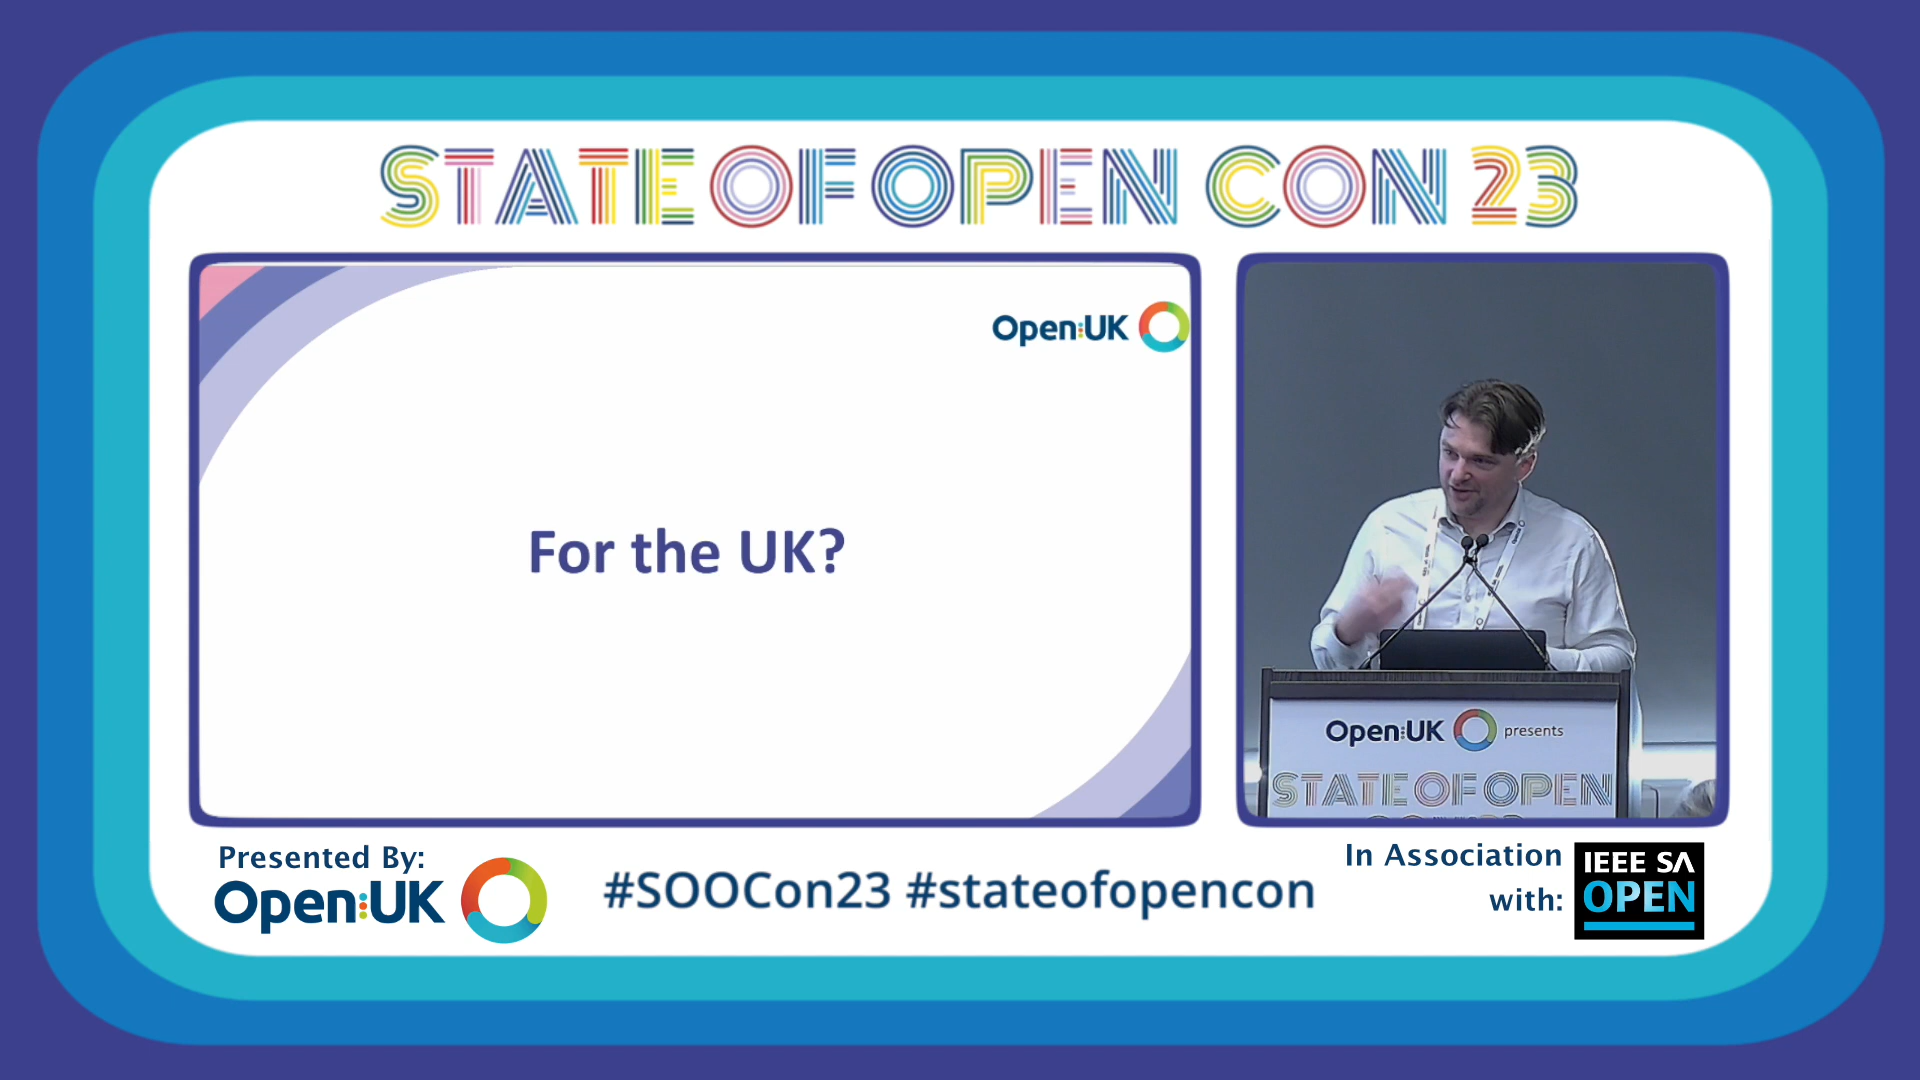 STATE OF OPEN CON 23
Open:UK
For the UK?
Open:UK presents
STATE OF OPEN
Presented By:
Open:UK
#SOOCon23 #stateofopencon
In Association
with:
IEEE SA
OPEN